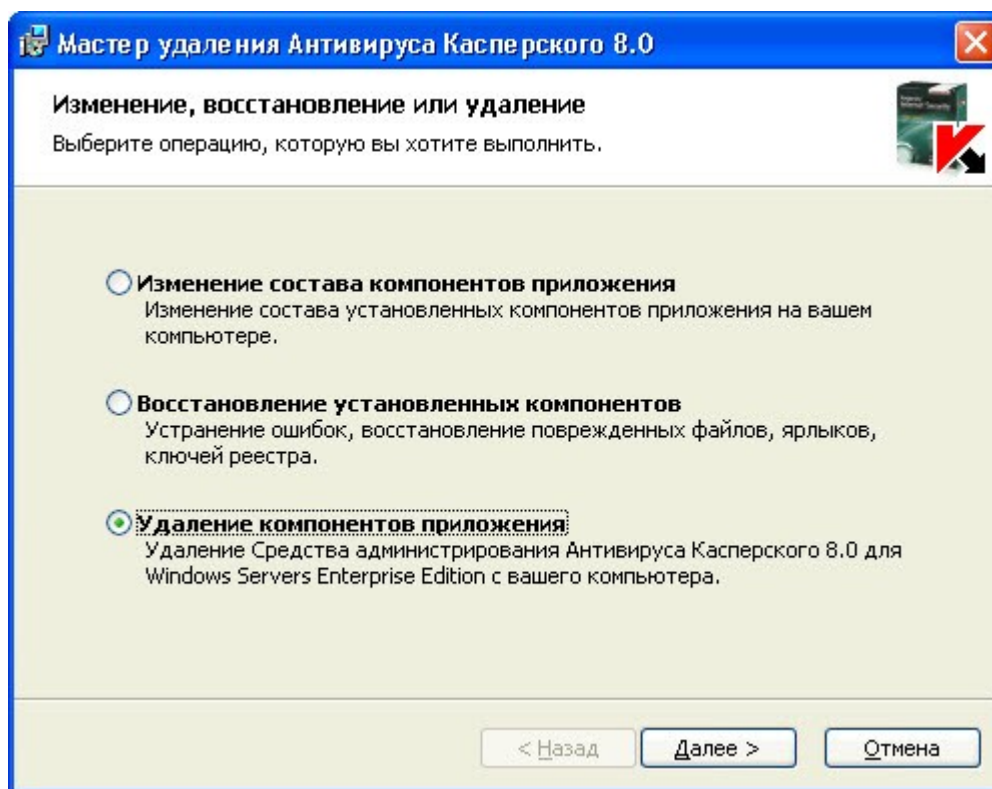 Мастер удаления Антивируса Касперского 8.0
Изменение, восстановление или удаление
Выберите операцию, которую вы хотите выполнить.
Изменение состава компонентов приложения
Изменение состава установленных компонентов приложения на вашем
компьютере.
Восстановление установленных компонентов
Устранение ошибок, восстановление поврежденных файлов, ярлыков,
ключей реестра.
Удаление компонентов приложения
Удаление Средства администрирования Антивируса Касперского 8.0 для
Windows Servers Enterprise Edition с вашего компьютера.
< Назад Далее > Отмена